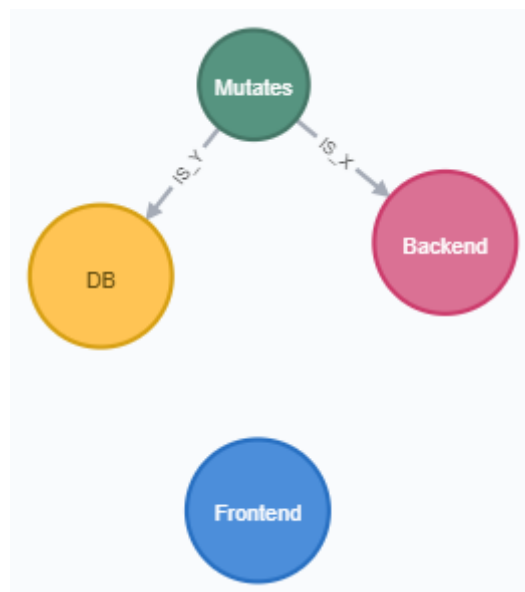 Mutates
IS_Y
IS_X
DB
Backend
Frontend